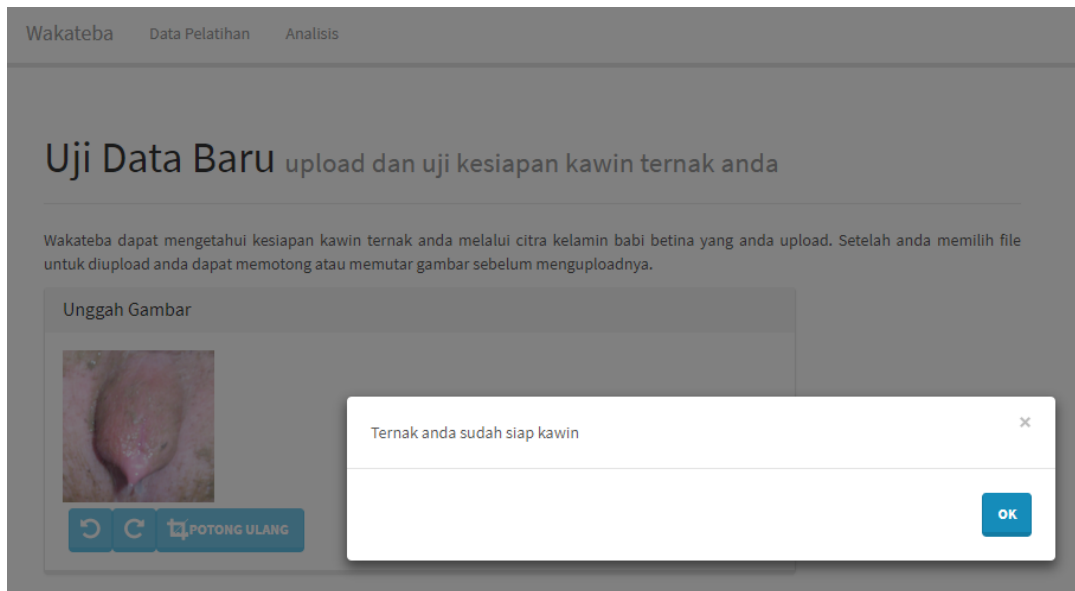 Wakateba Data Pelatihan Analisis
Uji Data Baru upload dan uji kesiapan kawin ternak anda
Wakateba dapat mengetahui kesiapan kawin ternak anda melalui citra kelamin babi betina yang anda upload. Setelah anda memilih file
untuk diupload anda dapat memotong atau memutar gambar sebelum menguploadnya.
Unggah Gambar
Ternak anda sudah siap kawin ×
POTONG ULANG
OK